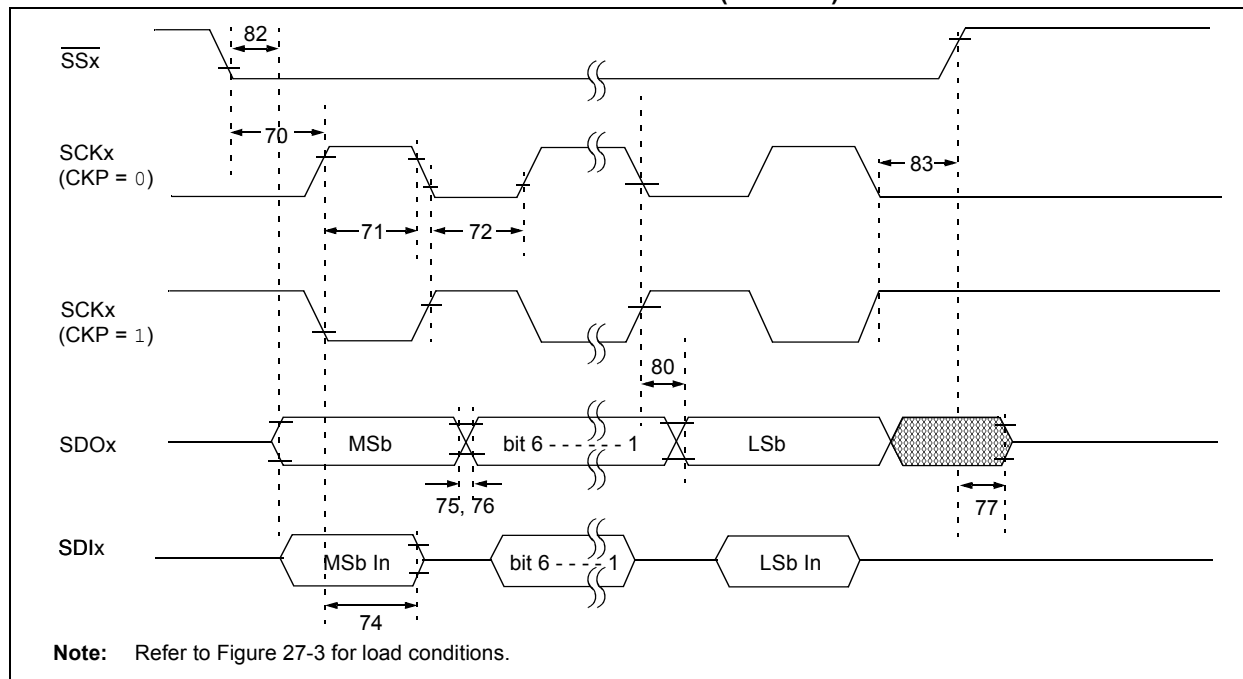 82
SSx
70
SCKx
(CKP = 0)
83
71
72
SCKx
(CKP = 1)
80
SDOx
MSb
bit 6 - - - - - - 1
LSb
75, 76
77
SDIx
MSb In
bit 6 - - - - 1
LSb In
74
Note: Refer to Figure 27-3 for load conditions.